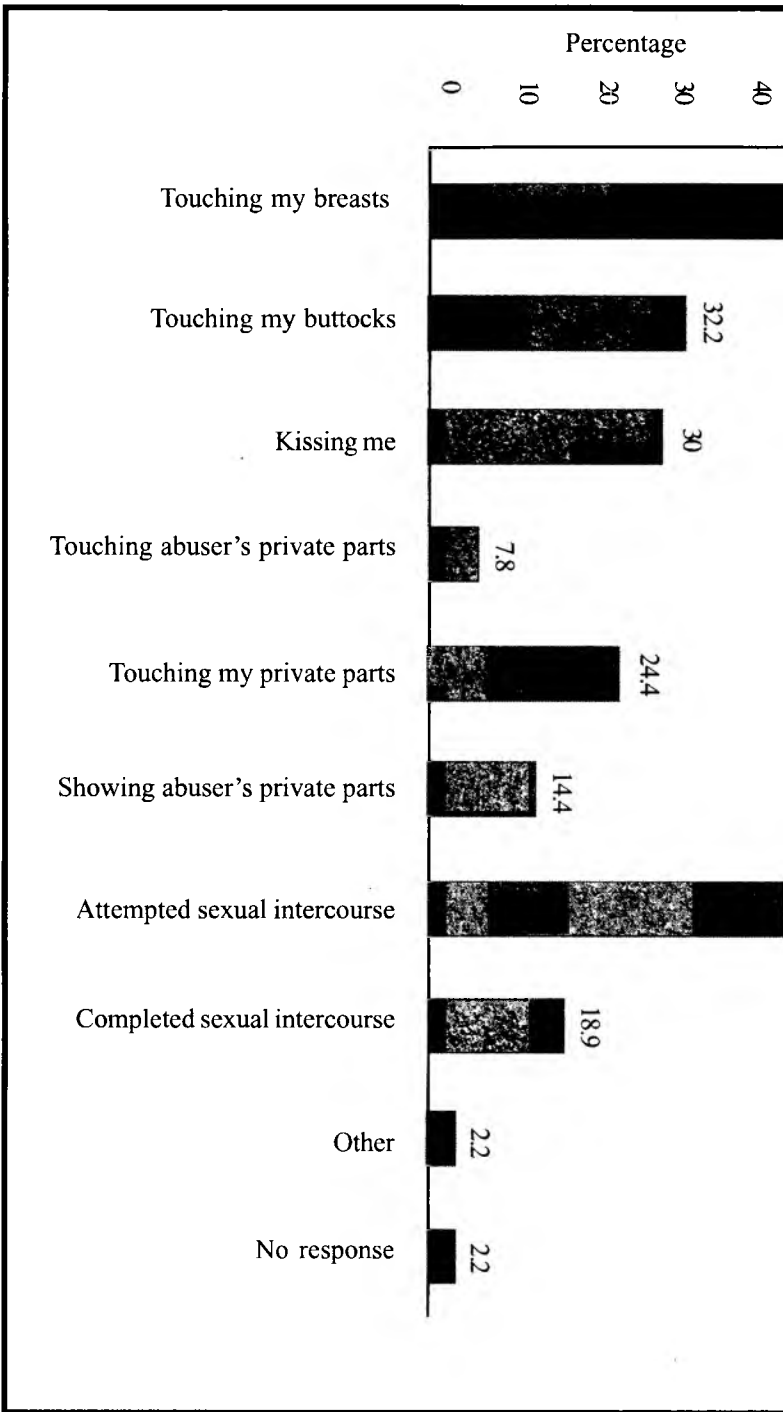 Percentage
0
10
20
30
40
Touching my breasts
Touching my buttocks
32.2
Kissing me
30
Touching abuser's private parts
7.8
Touching my private parts
24.4
Showing abuser's private parts
14.4
Attempted sexual intercourse
Completed sexual intercourse
18.9
Other
2.2
No response
2.2